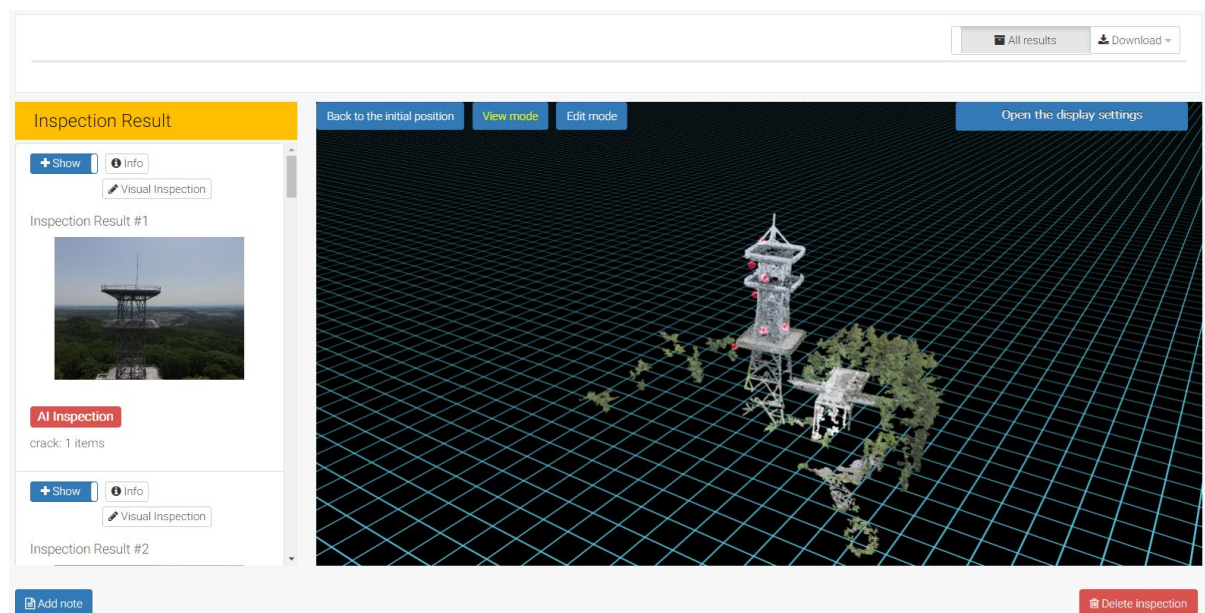 All results
Download
Inspection Result
Back to the initial position
View mode
Edit mode
Open the display settings
Show
Info
Visual Inspection
Inspection Result #1
AI Inspection
crack: 1 items
Show
Info
Visual Inspection
Inspection Result #2
Add note
Delete inspection